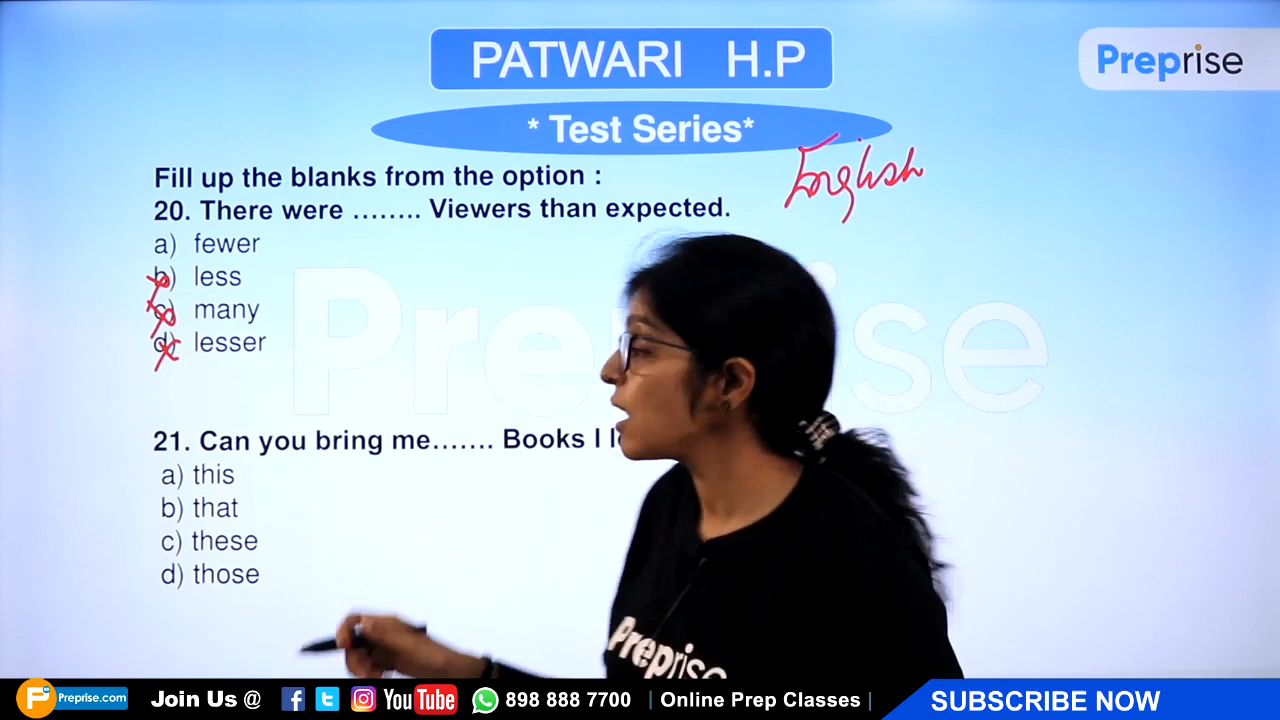 PATWARI H.P
Preprise
* Test Series*
English
Fill up the blanks from the option :
20. There were …….. Viewers than expected.
a) fewer
b) less
c) many
d) lesser
Preprise
21. Can you bring me……. Books I
a) this
b) that
c) these
d) those
Preprise
Preprise.com
Join Us @
YouTube
898 888 7700
| Online Prep Classes |
SUBSCRIBE NOW